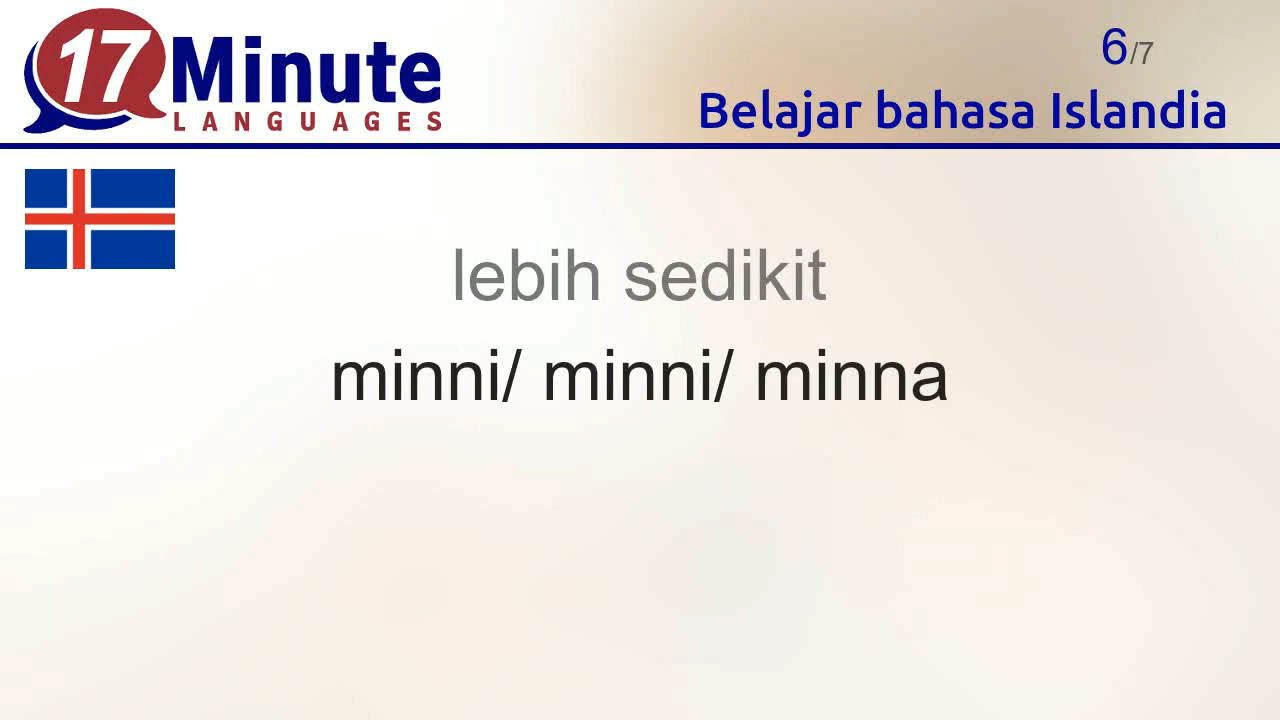 17 Minute
LANGUAGES
6/7
Belajar bahasa Islandia
lebih sedikit
minni/ minni/ minna